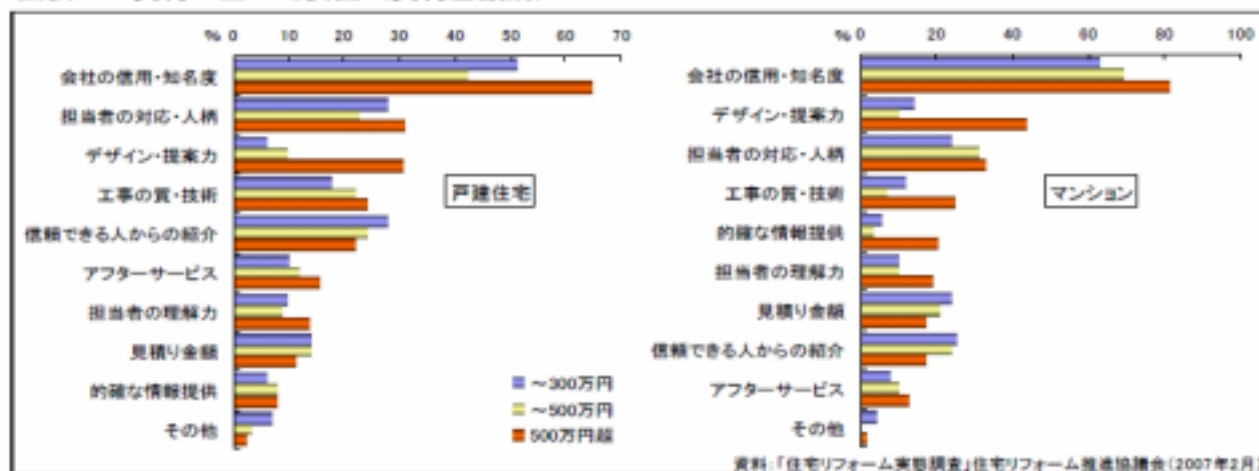 % 0 10 20 30 40 50 60 70
会社の信用・知名度
担当者の対応・人柄
デザイン・提案力
工事の質・技術
信頼できる人からの紹介
アフターサービス
担当者の理解力
見積り金額
的確な情報提供
その他
戸建住宅
～300万円
～500万円
500万円超
% 0 20 40 60 80 100
会社の信用・知名度
デザイン・提案力
担当者の対応・人柄
工事の質・技術
的確な情報提供
担当者の理解力
見積り金額
信頼できる人からの紹介
アフターサービス
その他
マンション
資料:「住宅リフォーム実態調査」住宅リフォーム推進協議会(2007年2月)